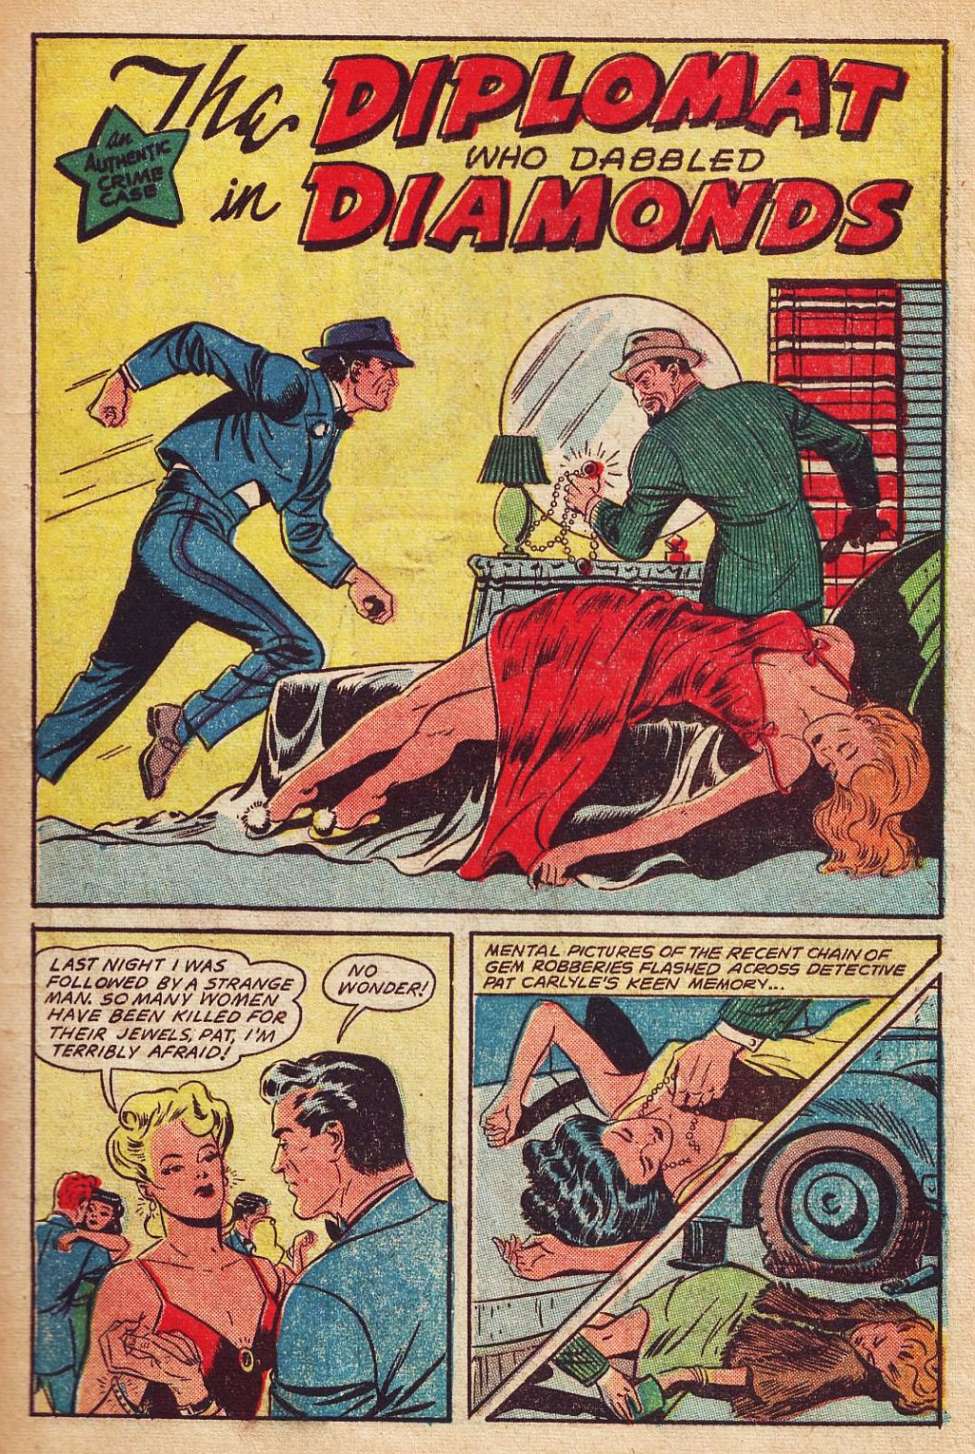 The DIPLOMAT
WHO DABBLED
in DIAMONDS
an
AUTHENTIC
CRIME
CASE
LAST NIGHT I WAS
FOLLOWED BY A STRANGE
MAN. SO MANY WOMEN
HAVE BEEN KILLED FOR
THEIR JEWELS, PAT, I'M
TERRIBLY AFRAID!
NO
WONDER!
MENTAL PICTURES OF THE RECENT CHAIN OF
GEM ROBBERIES FLASHED ACROSS DETECTIVE
PAT CARLYLE'S KEEN MEMORY...